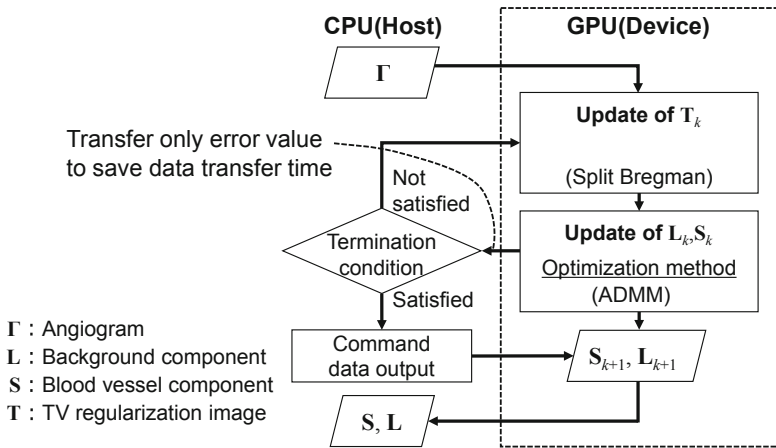 CPU(Host)
GPU(Device)
Γ
Update of Tk
(Split Bregman)
Transfer only error value
to save data transfer time
Not
satisfied
Termination
condition
Update of Lk,Sk
Optimization method
(ADMM)
Satisfied
Command
data output
Sk+1, Lk+1
S, L
Γ : Angiogram
L : Background component
S : Blood vessel component
T : TV regularization image